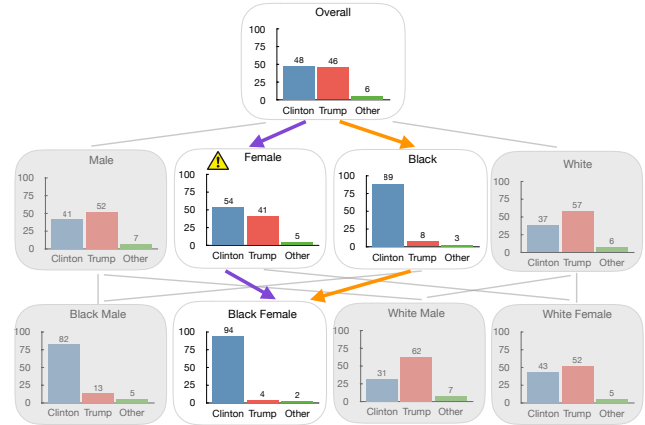 Overall
100
75
50
25
0
48 46 6
Clinton Trump Other
Male
100
75
50
25
0
41 52 7
Clinton Trump Other
Female
100
75
50
25
0
54 41 5
Clinton Trump Other
Black
100
75
50
25
0
89 8 3
Clinton Trump Other
White
100
75
50
25
0
37 57 6
Clinton Trump Other
Black Male
100
75
50
25
0
82 13 5
Clinton Trump Other
Black Female
100
75
50
25
0
94 4 2
Clinton Trump Other
White Male
100
75
50
25
0
31 62 7
Clinton Trump Other
White Female
100
75
50
25
0
43 52 5
Clinton Trump Other